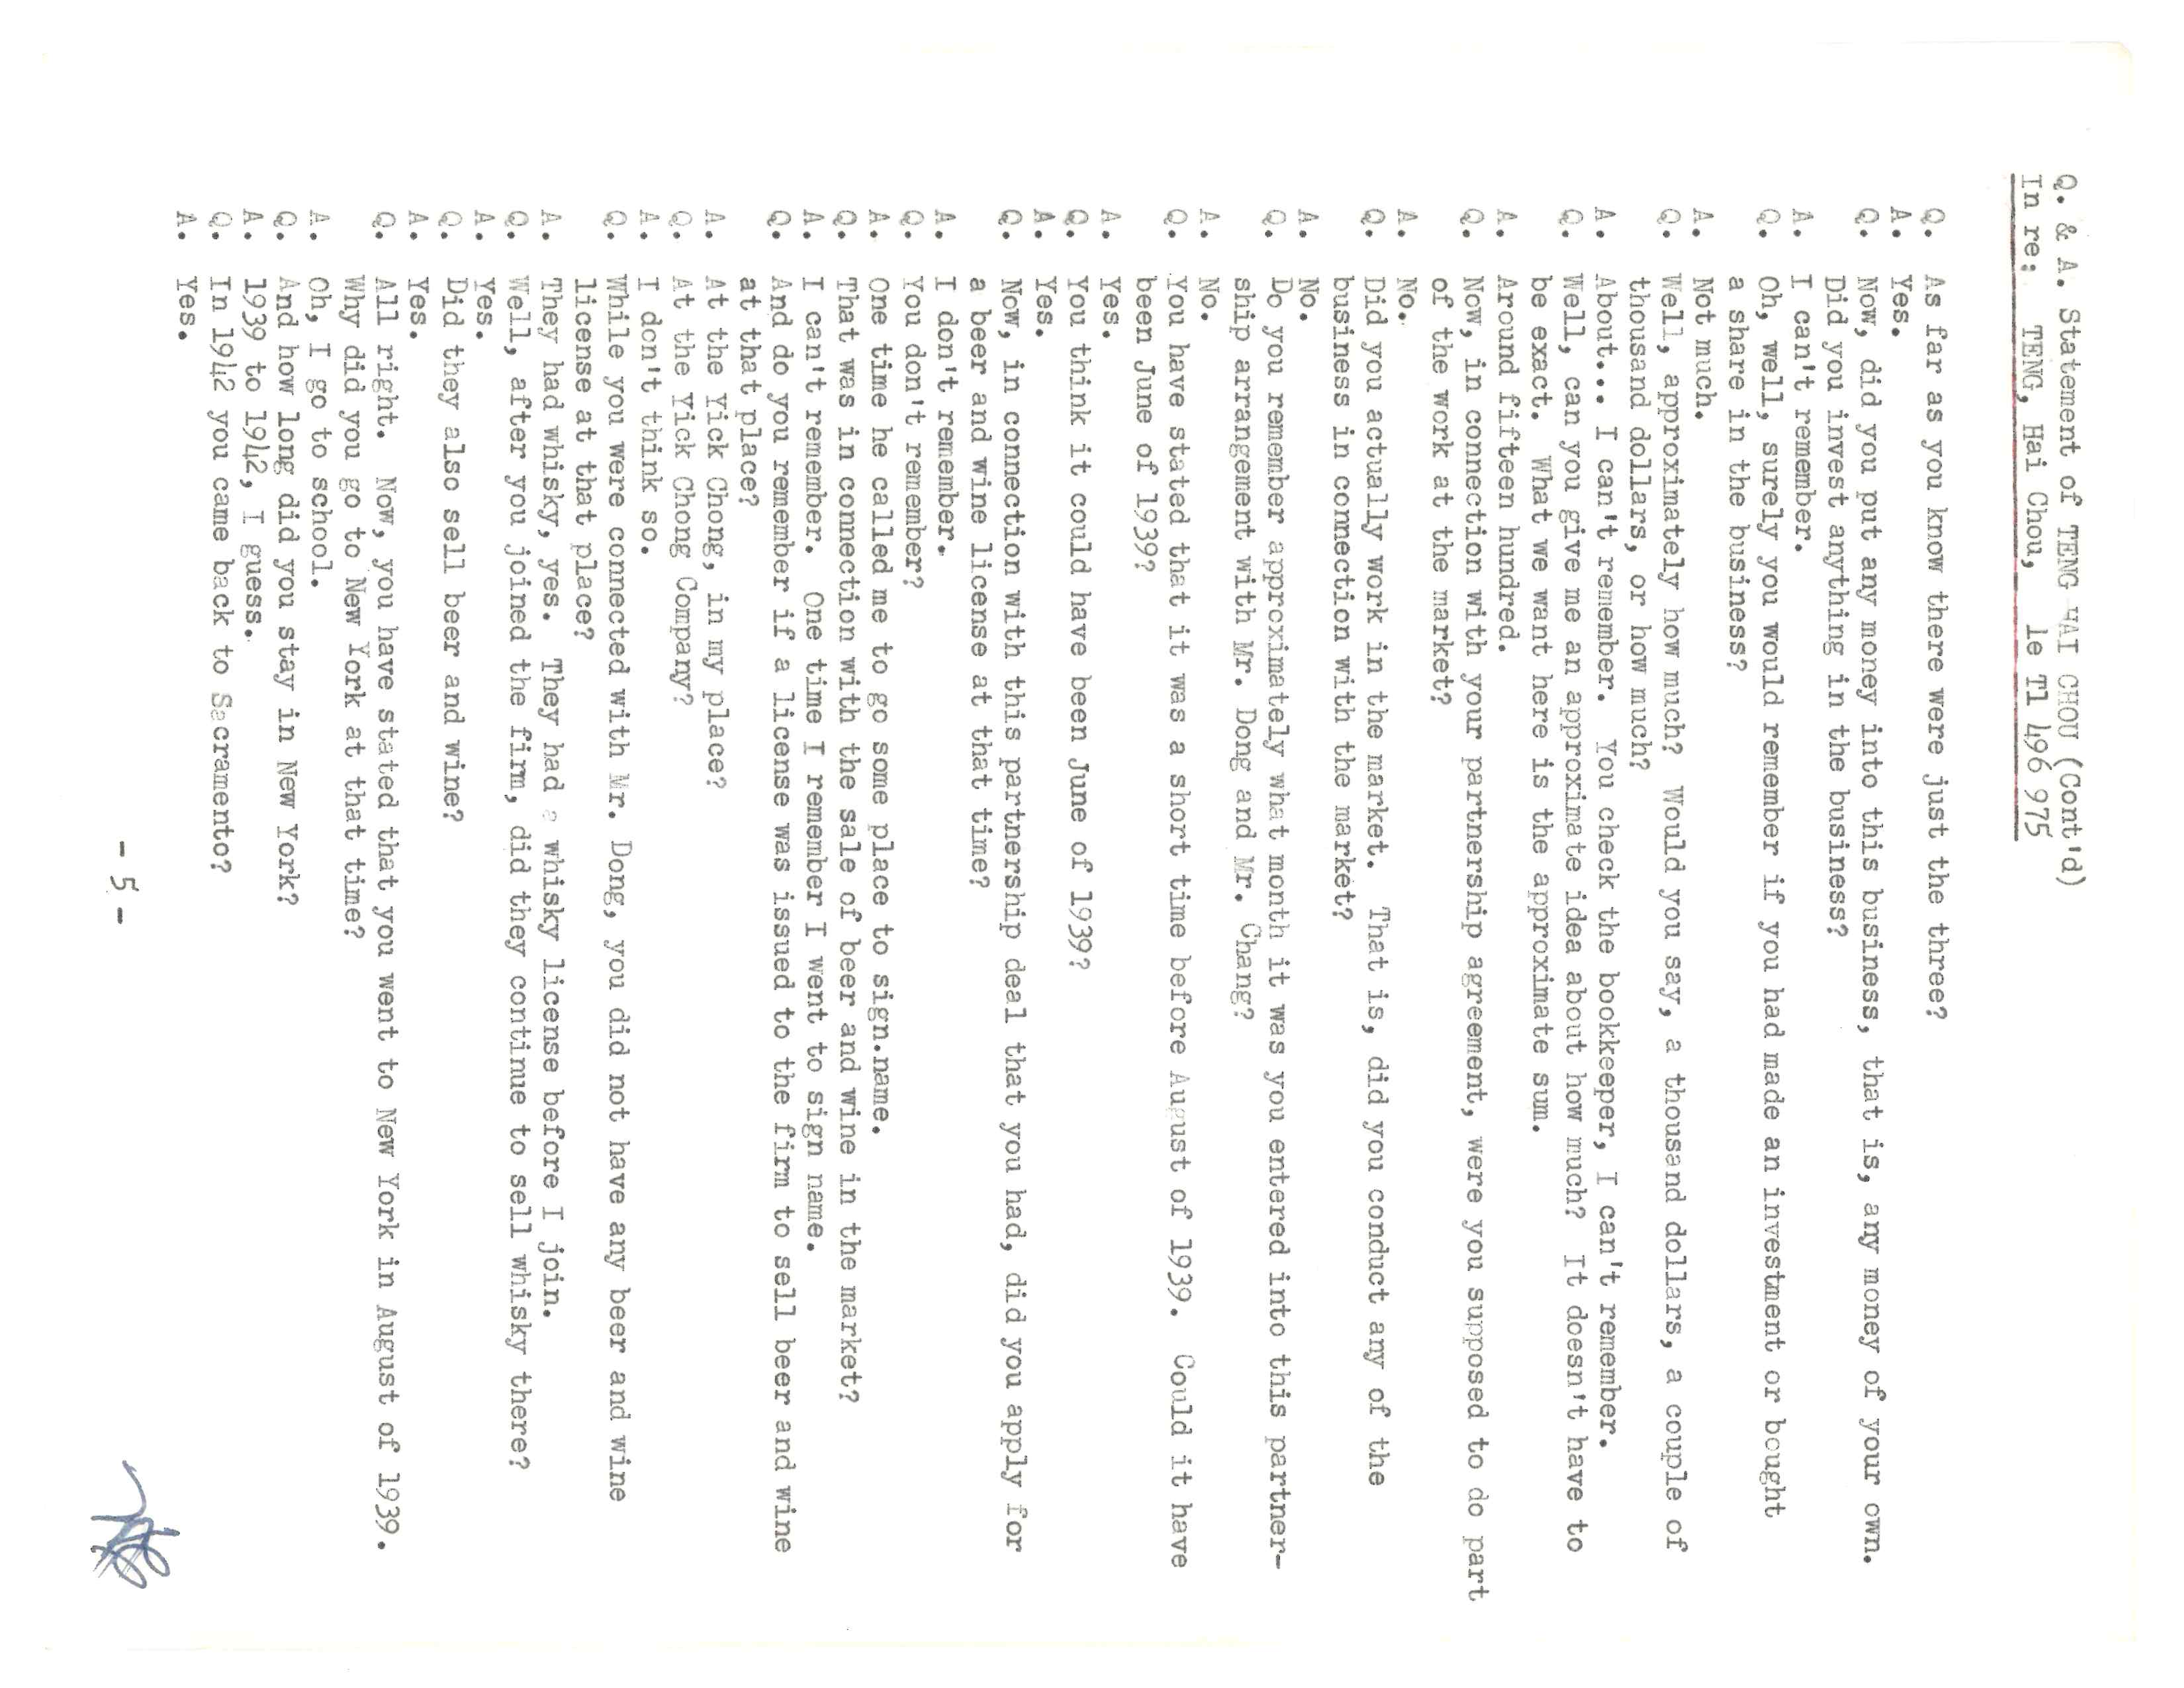 Q. & A. Statement of TENG HAI CHOU (Cont'd)
In re: TENG, Hai Chou, le Tl 496 975
Q. As far as you know there were just the three?
A. Yes.
Q. Now, did you put any money into this business, that is, any money of your own.
Did you invest anything in the business?
A. I can't remember.
Q. Oh, well, surely you would remember if you had made an investment or bought
a share in the business?
A. Not much.
Q. Well, approximately how much? Would you say, a thousand dollars, a couple of
thousand dollars, or how much?
A. About... I can't remember. You check the bookkeeper, I can't remember.
Q. Well, can you give me an approximate idea about how much? It doesn't have to
be exact. What we want here is the approximate sum.
A. Around fifteen hundred.
Q. Now, in connection with your partnership agreement, were you supposed to do part
of the work at the market?
A. No.
Q. Did you actually work in the market. That is, did you conduct any of the
business in connection with the market?
A. No.
Q. Do you remember approximately what month it was you entered into this partner-
ship arrangement with Mr. Dong and Mr. Chang?
A. No.
Q. You have stated that it was a short time before August of 1939. Could it have
been June of 1939?
A. Yes.
Q. You think it could have been June of 1939?
A. Yes.
Q. Now, in connection with this partnership deal that you had, did you apply for
a beer and wine license at that time?
A. I don't remember.
Q. You don't remember?
A. One time he called me to go some place to sign.name.
Q. That was in connection with the sale of beer and wine in the market?
A. I can't remember. One time I remember I went to sign name.
Q. And do you remember if a license was issued to the firm to sell beer and wine
at that place?
A. At the Yick Chong, in my place?
Q. At the Yick Chong Company?
A. I don't think so.
Q. While you were connected with Mr. Dong, you did not have any beer and wine
license at that place?
A. They had whisky, yes. They had a whisky license before I join.
Q. Well, after you joined the firm, did they continue to sell whisky there?
A. Yes.
Q. Did they also sell beer and wine?
A. Yes.
Q. All right. Now, you have stated that you went to New York in August of 1939.
Why did you go to New York at that time?
A. Oh, I go to school.
Q. And how long did you stay in New York?
A. 1939 to 1942, I guess.
Q. In 1942 you came back to Sacramento?
A. Yes.
- 5 -